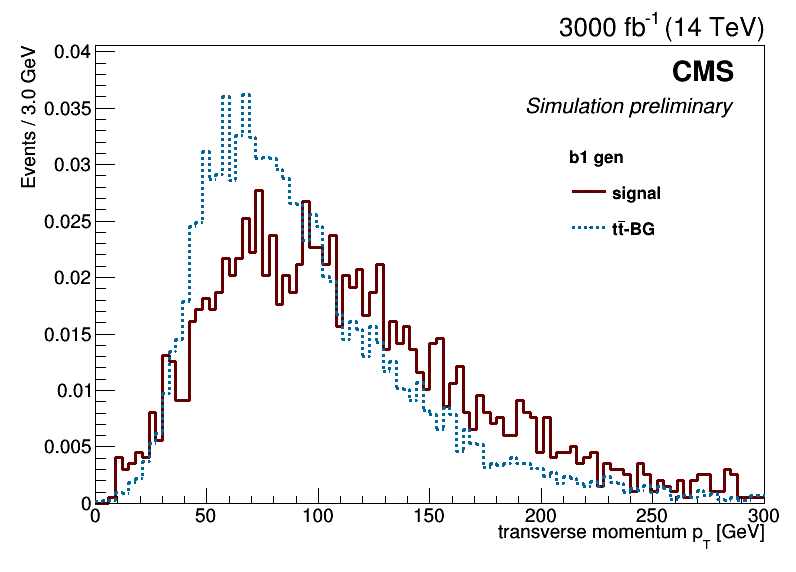 3000 fb⁻¹ (14 TeV)
CMS
Simulation preliminary
b1 gen
signal
tt̄-BG
Events / 3.0 GeV
0.04
0.035
0.03
0.025
0.02
0.015
0.01
0.005
0
0 50 100 150 200 250 300
transverse momentum p_T [GeV]